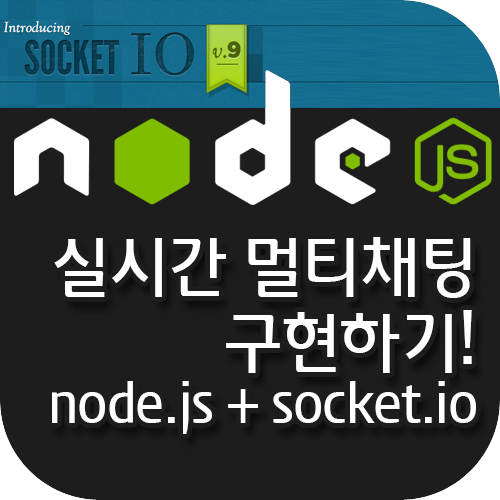 Introducing
SOCKET IO v.9
node JS
실시간 멀티채팅
구현하기!
node.js + socket.io